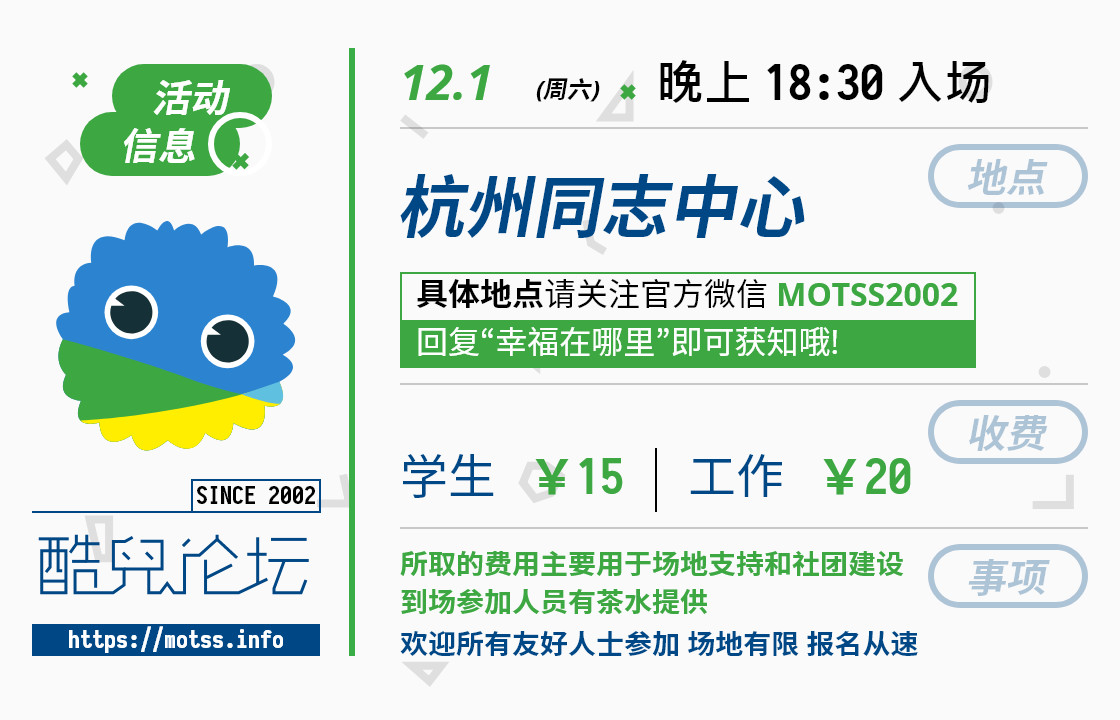 活动
信息
SINCE 2002
酷兒论坛
https://motss.info
12.1 (周六) 晚上 18:30 入场
地点
杭州同志中心
具体地点请关注官方微信 MOTSS2002
回复“幸福在哪里”即可获知哦!
收费
学生 ￥15 工作 ￥20
事项
所取的费用主要用于场地支持和社团建设
到场参加人员有茶水提供
欢迎所有友好人士参加 场地有限 报名从速